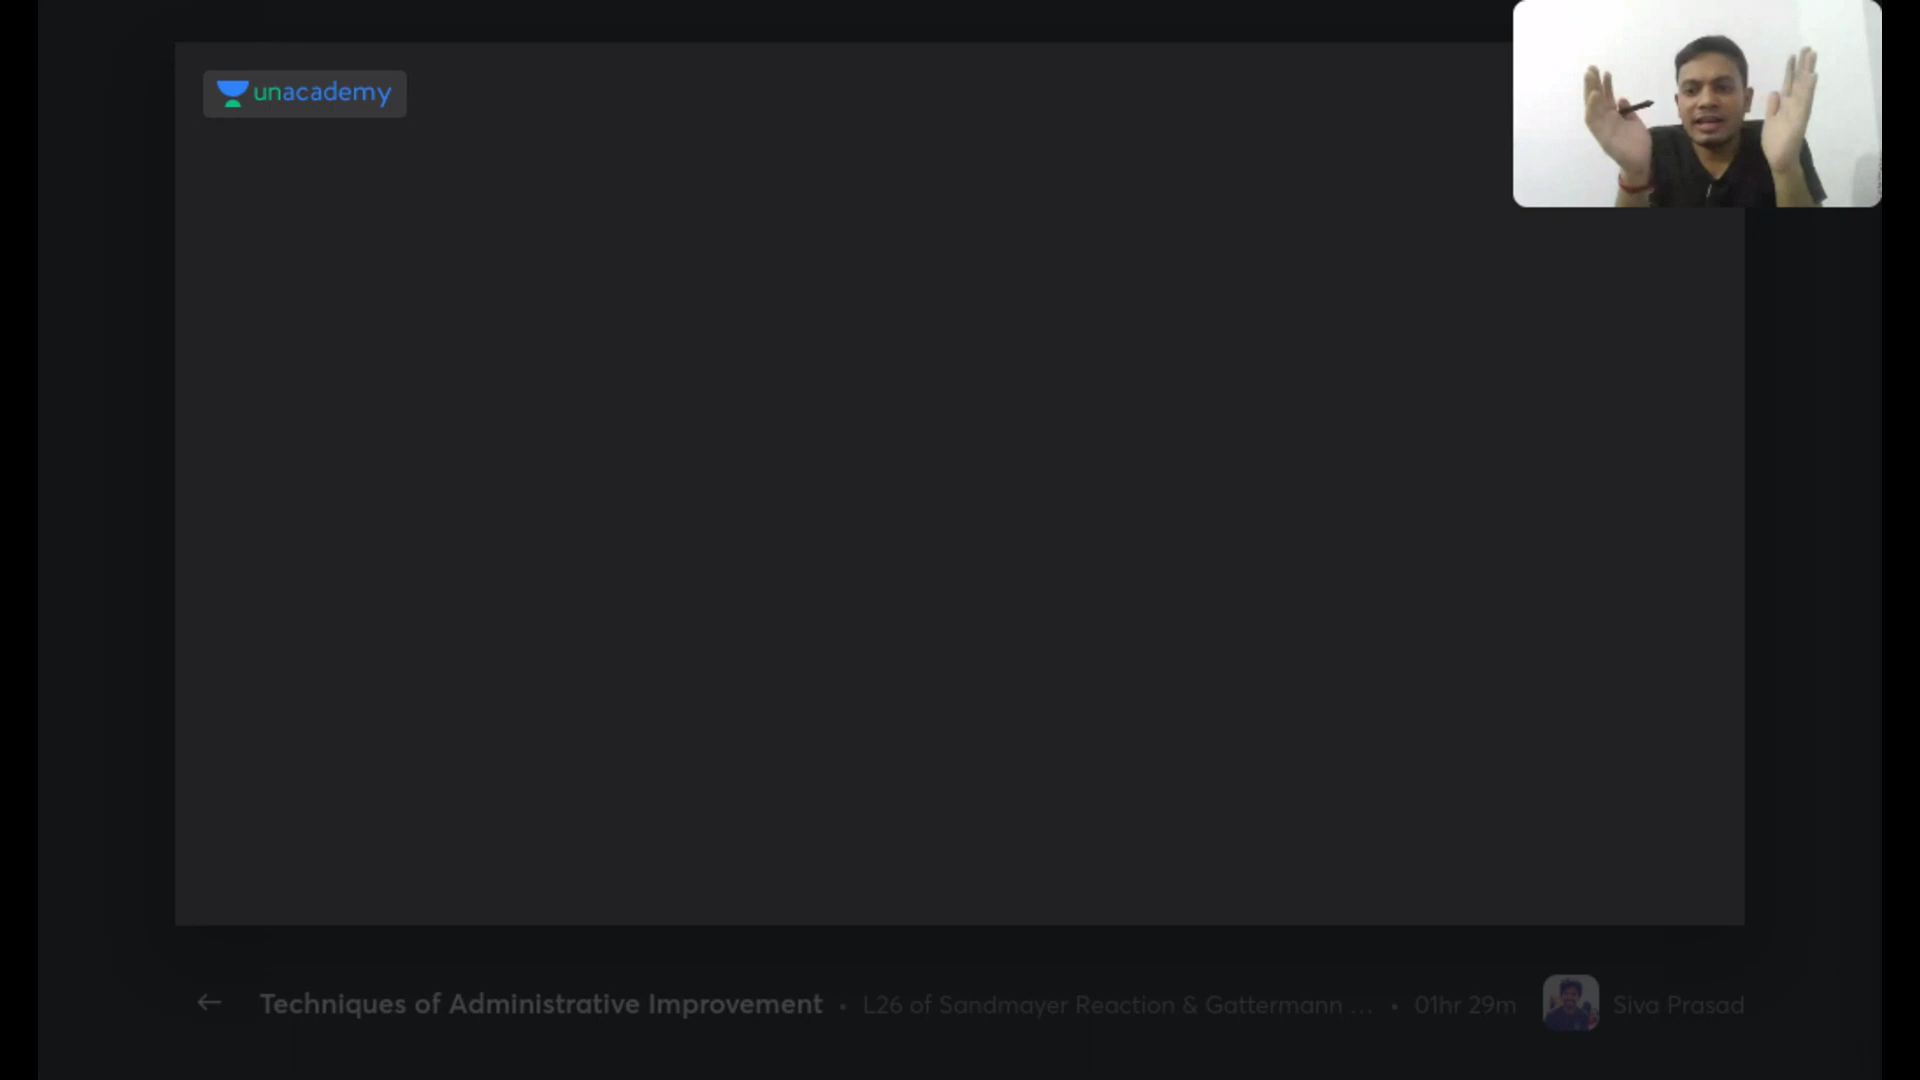 unacademy
Techniques of Administrative Improvement • L26 of Sandmayer Reaction & Gattermann ... • 01hr 29m Siva Prasad